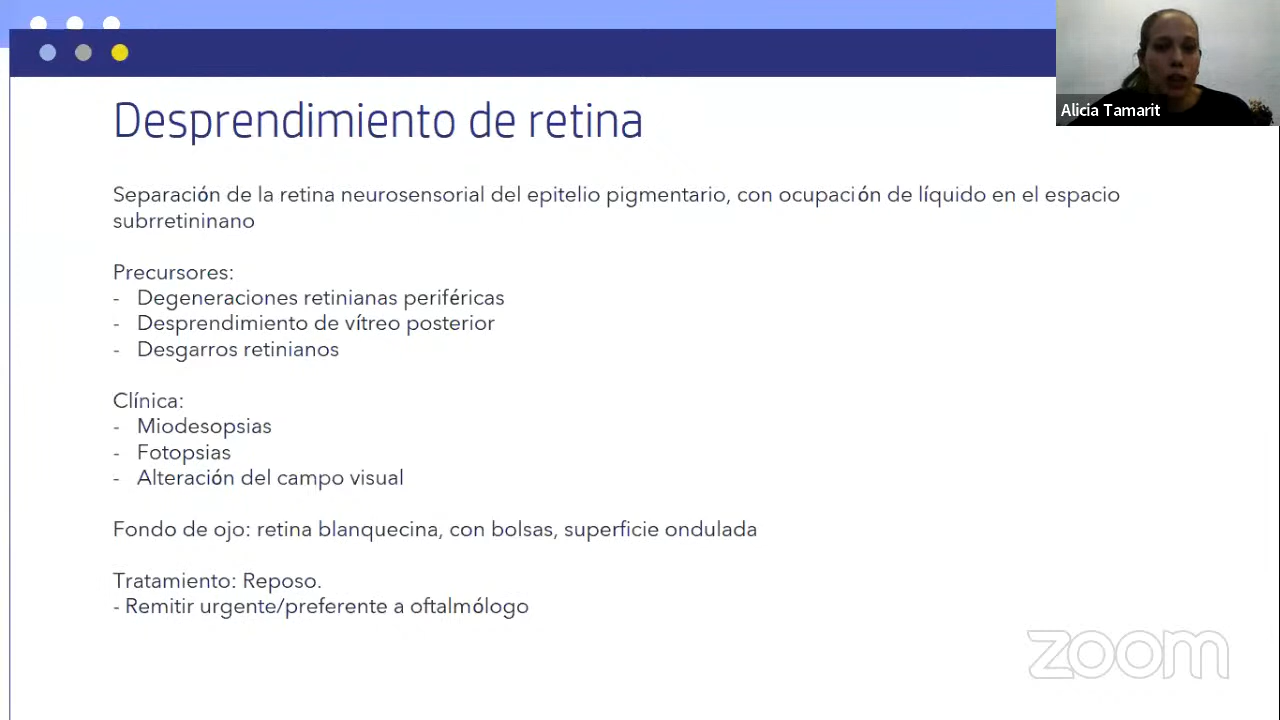 Alicia Tamarit
Desprendimiento de retina
Separación de la retina neurosensorial del epitelio pigmentario, con ocupación de líquido en el espacio
subrretininano
Precursores:
- Degeneraciones retinianas periféricas
- Desprendimiento de vítreo posterior
- Desgarros retinianos
Clínica:
- Miodesopsias
- Fotopsias
- Alteración del campo visual
Fondo de ojo: retina blanquecina, con bolsas, superficie ondulada
Tratamiento: Reposo.
- Remitir urgente/preferente a oftalmólogo
zoom